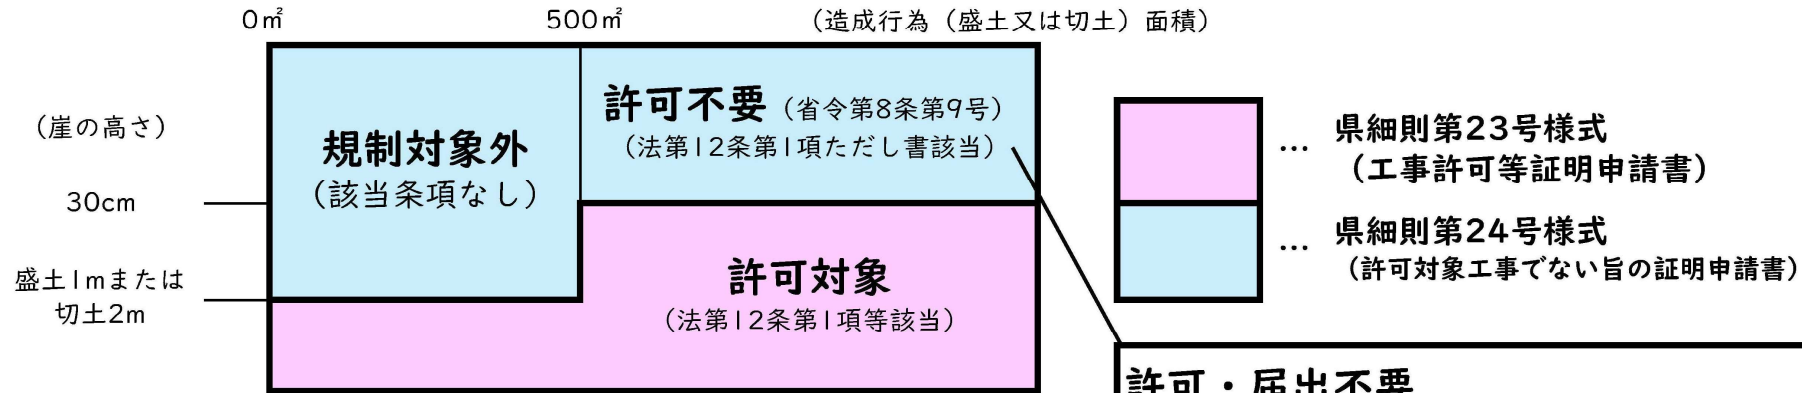 0㎡
500㎡
（造成行為（盛土又は切土）面積）
（崖の高さ）
30cm
盛土1mまたは
切土2m
規制対象外
（該当条項なし）
許可不要（省令第8条第9号）
（法第12条第1項ただし書該当）
許可対象
（法第12条第1項等該当）
… 県細則第23号様式
（工事許可等証明申請書）
… 県細則第24号様式
（許可対象工事でない旨の証明申請書）
許可・届出不要